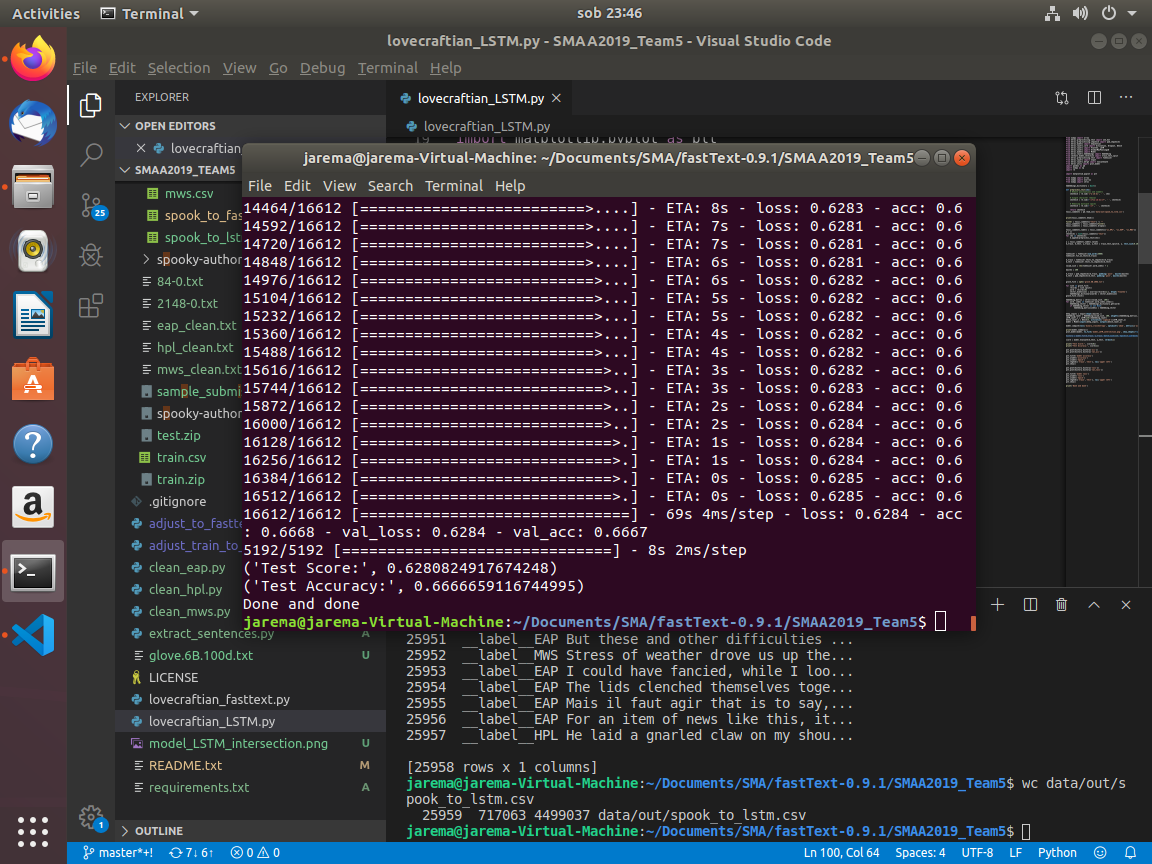 Activities
Terminal
sob 23:46
lovecraftian_LSTM.py - SMAA2019_Team5 - Visual Studio Code
File Edit Selection View Go Debug Terminal Help
EXPLORER
lovecraftian_LSTM.py
OPEN EDITORS
lovecraftian_LSTM.py
lovecraftian
19 import matplotlib.pyplot as plt
SMAA2019_TEAM5
mws.csv
spook_to_fas
spook_to_lst
spooky-author
84-0.txt
2148-0.txt
eap_clean.txt
hpl_clean.txt
mws_clean.txt
sample_submi
spooky-author
test.zip
train.csv
train.zip
.gitignore
adjust_to_fastte
adjust_train_to_
clean_eap.py
clean_hpl.py
clean_mws.py
extract_sentences.py A
glove.6B.100d.txt U
LICENSE
lovecraftian_fasttext.py
lovecraftian_LSTM.py
model_LSTM_intersection.png U
README.txt M
requirements.txt A
OUTLINE
25
1
jarema@jarema-Virtual-Machine: ~/Documents/SMA/fastText-0.9.1/SMAA2019_Team5
File Edit View Search Terminal Help
14464/16612 [=========================>....] - ETA: 8s - loss: 0.6283 - acc: 0.6
14592/16612 [=========================>....] - ETA: 7s - loss: 0.6281 - acc: 0.6
14720/16612 [=========================>....] - ETA: 7s - loss: 0.6281 - acc: 0.6
14848/16612 [=========================>....] - ETA: 6s - loss: 0.6281 - acc: 0.6
14976/16612 [==========================>...] - ETA: 6s - loss: 0.6282 - acc: 0.6
15104/16612 [==========================>...] - ETA: 5s - loss: 0.6282 - acc: 0.6
15232/16612 [==========================>...] - ETA: 5s - loss: 0.6282 - acc: 0.6
15360/16612 [==========================>...] - ETA: 4s - loss: 0.6282 - acc: 0.6
15488/16612 [==========================>...] - ETA: 4s - loss: 0.6282 - acc: 0.6
15616/16612 [===========================>..] - ETA: 3s - loss: 0.6282 - acc: 0.6
15744/16612 [===========================>..] - ETA: 3s - loss: 0.6283 - acc: 0.6
15872/16612 [===========================>..] - ETA: 2s - loss: 0.6284 - acc: 0.6
16000/16612 [===========================>..] - ETA: 2s - loss: 0.6284 - acc: 0.6
16128/16612 [============================>.] - ETA: 1s - loss: 0.6284 - acc: 0.6
16256/16612 [============================>.] - ETA: 1s - loss: 0.6284 - acc: 0.6
16384/16612 [============================>.] - ETA: 0s - loss: 0.6285 - acc: 0.6
16512/16612 [============================>.] - ETA: 0s - loss: 0.6285 - acc: 0.6
16612/16612 [==============================] - 69s 4ms/step - loss: 0.6284 - acc
: 0.6668 - val_loss: 0.6284 - val_acc: 0.6667
5192/5192 [==============================] - 8s 2ms/step
('Test Score:', 0.6280824917674248)
('Test Accuracy:', 0.6666659116744995)
Done and done
jarema@jarema-Virtual-Machine:~/Documents/SMA/fastText-0.9.1/SMAA2019_Team5$
25951 __label__EAP But these and other difficulties ...
25952 __label__MWS Stress of weather drove us up the...
25953 __label__EAP I could have fancied, while I loo...
25954 __label__EAP The lids clenched themselves toge...
25955 __label__EAP Mais il faut agir that is to say,...
25956 __label__EAP For an item of news like this, it...
25957 __label__HPL He laid a gnarled claw on my shou...
[25958 rows x 1 columns]
jarema@jarema-Virtual-Machine:~/Documents/SMA/fastText-0.9.1/SMAA2019_Team5$ wc data/out/s
pook_to_lstm.csv
25959 717063 4499037 data/out/spook_to_lstm.csv
jarema@jarema-Virtual-Machine:~/Documents/SMA/fastText-0.9.1/SMAA2019_Team5$
master*+! 7↓ 6↑ 0 0
Ln 100, Col 64 Spaces: 4 UTF-8 LF Python